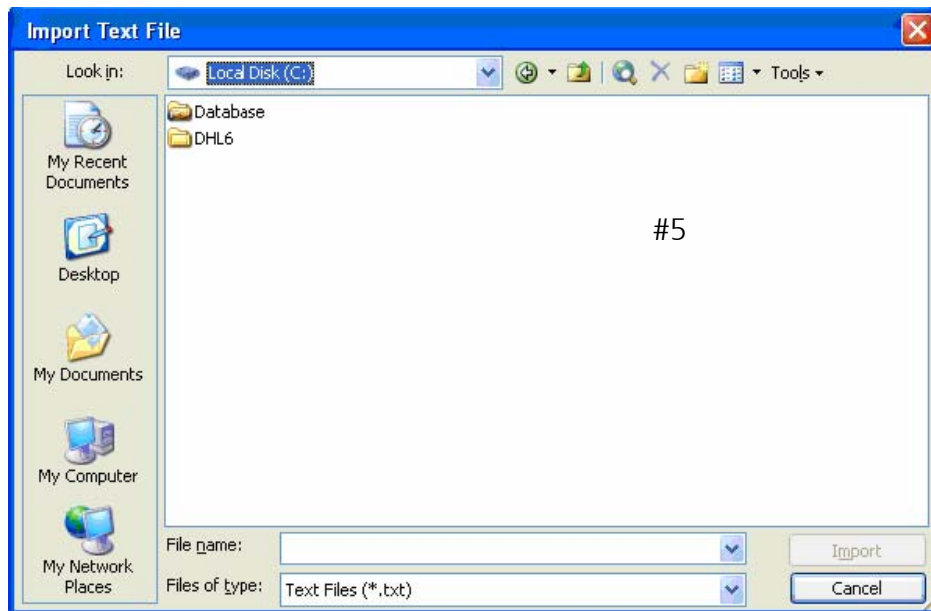 Import Text File
Look in:
Local Disk (C:)
Tools
Database
DHL6
#5
My Recent
Documents
Desktop
My Documents
My Computer
My Network
Places
File name:
Import
Files of type:
Text Files (*.txt)
Cancel